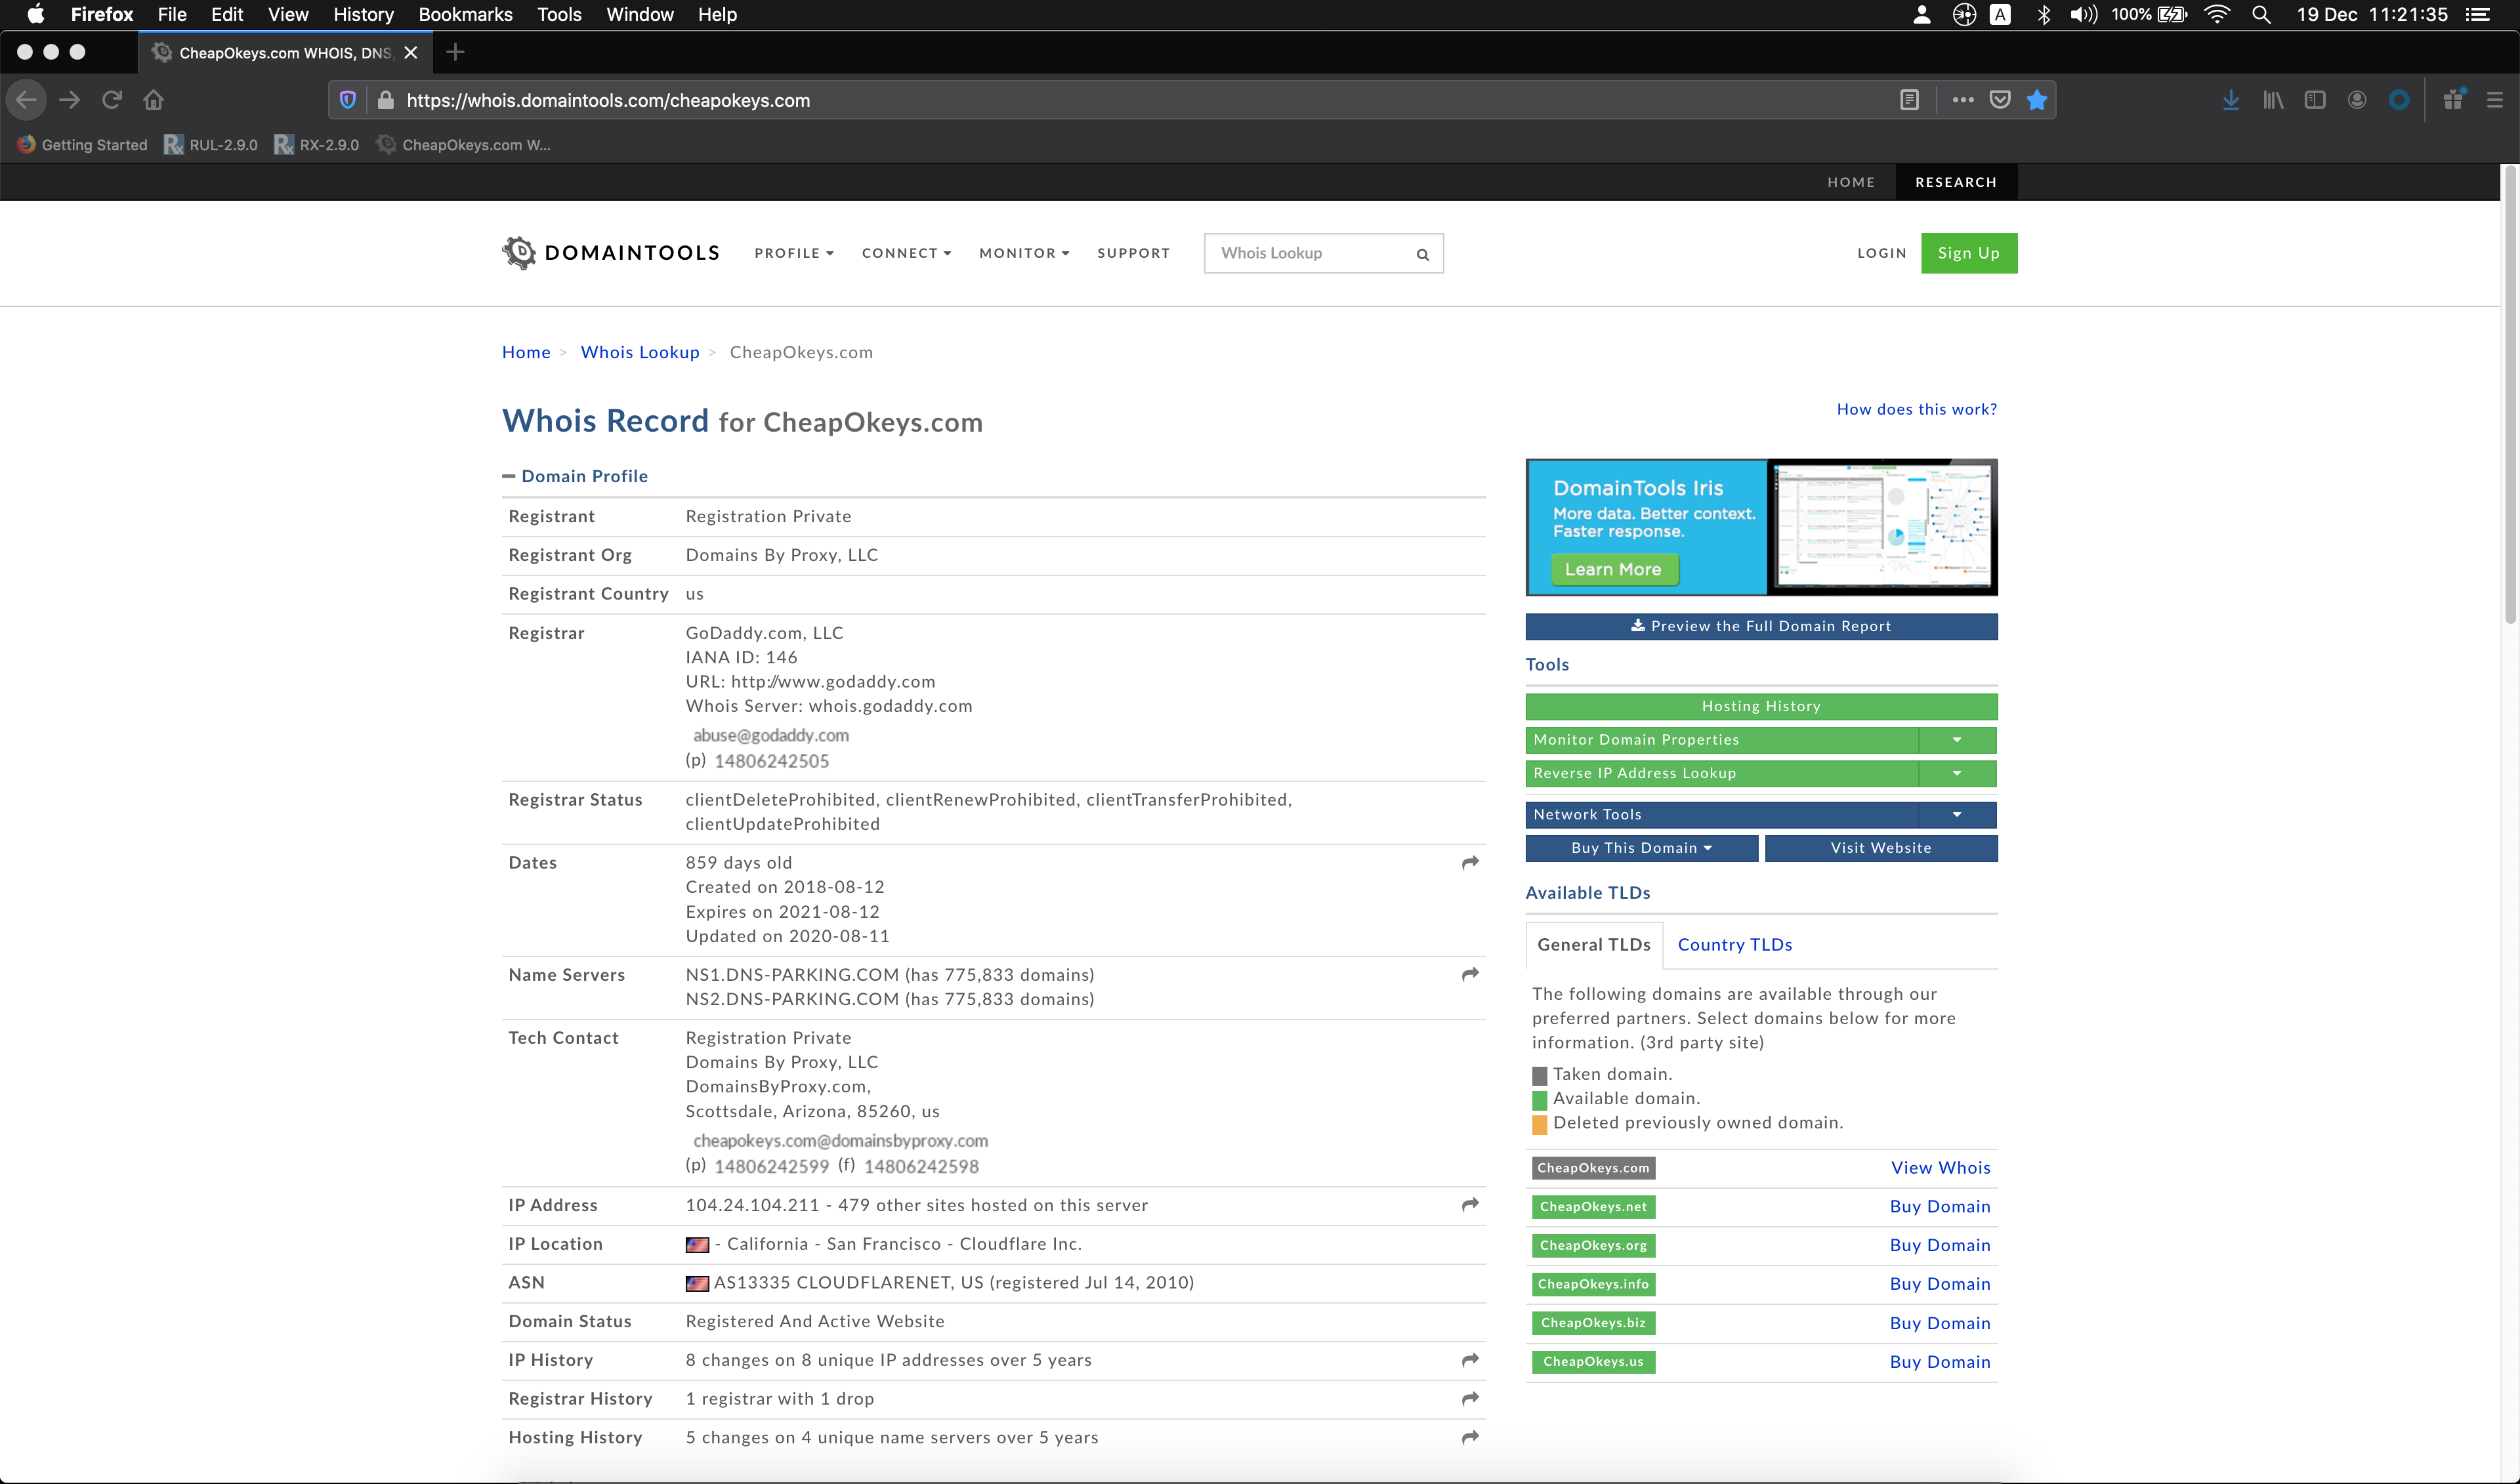 Firefox File Edit View History Bookmarks Tools Window Help
A 100% 19 Dec 11:21:35
CheapOkeys.com WHOIS, DNS,
https://whois.domaintools.com/cheapokeys.com
Getting Started RUL-2.9.0 RX-2.9.0 CheapOkeys.com W...
HOME RESEARCH
DOMAINTOOLS PROFILE CONNECT MONITOR SUPPORT Whois Lookup LOGIN Sign Up
Home > Whois Lookup > CheapOkeys.com
Whois Record for CheapOkeys.com
How does this work?
Domain Profile
Registrant Registration Private
Registrant Org Domains By Proxy, LLC
Registrant Country us
Registrar GoDaddy.com, LLC
IANA ID: 146
URL: http://www.godaddy.com
Whois Server: whois.godaddy.com
abuse@godaddy.com
(p) 14806242505
Registrar Status clientDeleteProhibited, clientRenewProhibited, clientTransferProhibited,
clientUpdateProhibited
Dates 859 days old
Created on 2018-08-12
Expires on 2021-08-12
Updated on 2020-08-11
Name Servers NS1.DNS-PARKING.COM (has 775,833 domains)
NS2.DNS-PARKING.COM (has 775,833 domains)
Tech Contact Registration Private
Domains By Proxy, LLC
DomainsByProxy.com,
Scottsdale, Arizona, 85260, us
cheapokeys.com@domainsbyproxy.com
(p) 14806242599 (f) 14806242598
IP Address 104.24.104.211 - 479 other sites hosted on this server
IP Location - California - San Francisco - Cloudflare Inc.
ASN AS13335 CLOUDFLARENET, US (registered Jul 14, 2010)
Domain Status Registered And Active Website
IP History 8 changes on 8 unique IP addresses over 5 years
Registrar History 1 registrar with 1 drop
Hosting History 5 changes on 4 unique name servers over 5 years
DomainTools Iris
More data. Better context.
Faster response.
Learn More
Preview the Full Domain Report
Tools
Hosting History
Monitor Domain Properties
Reverse IP Address Lookup
Network Tools
Buy This Domain Visit Website
Available TLDs
General TLDs Country TLDs
The following domains are available through our
preferred partners. Select domains below for more
information. (3rd party site)
Taken domain.
Available domain.
Deleted previously owned domain.
CheapOkeys.com View Whois
CheapOkeys.net Buy Domain
CheapOkeys.org Buy Domain
CheapOkeys.info Buy Domain
CheapOkeys.biz Buy Domain
CheapOkeys.us Buy Domain